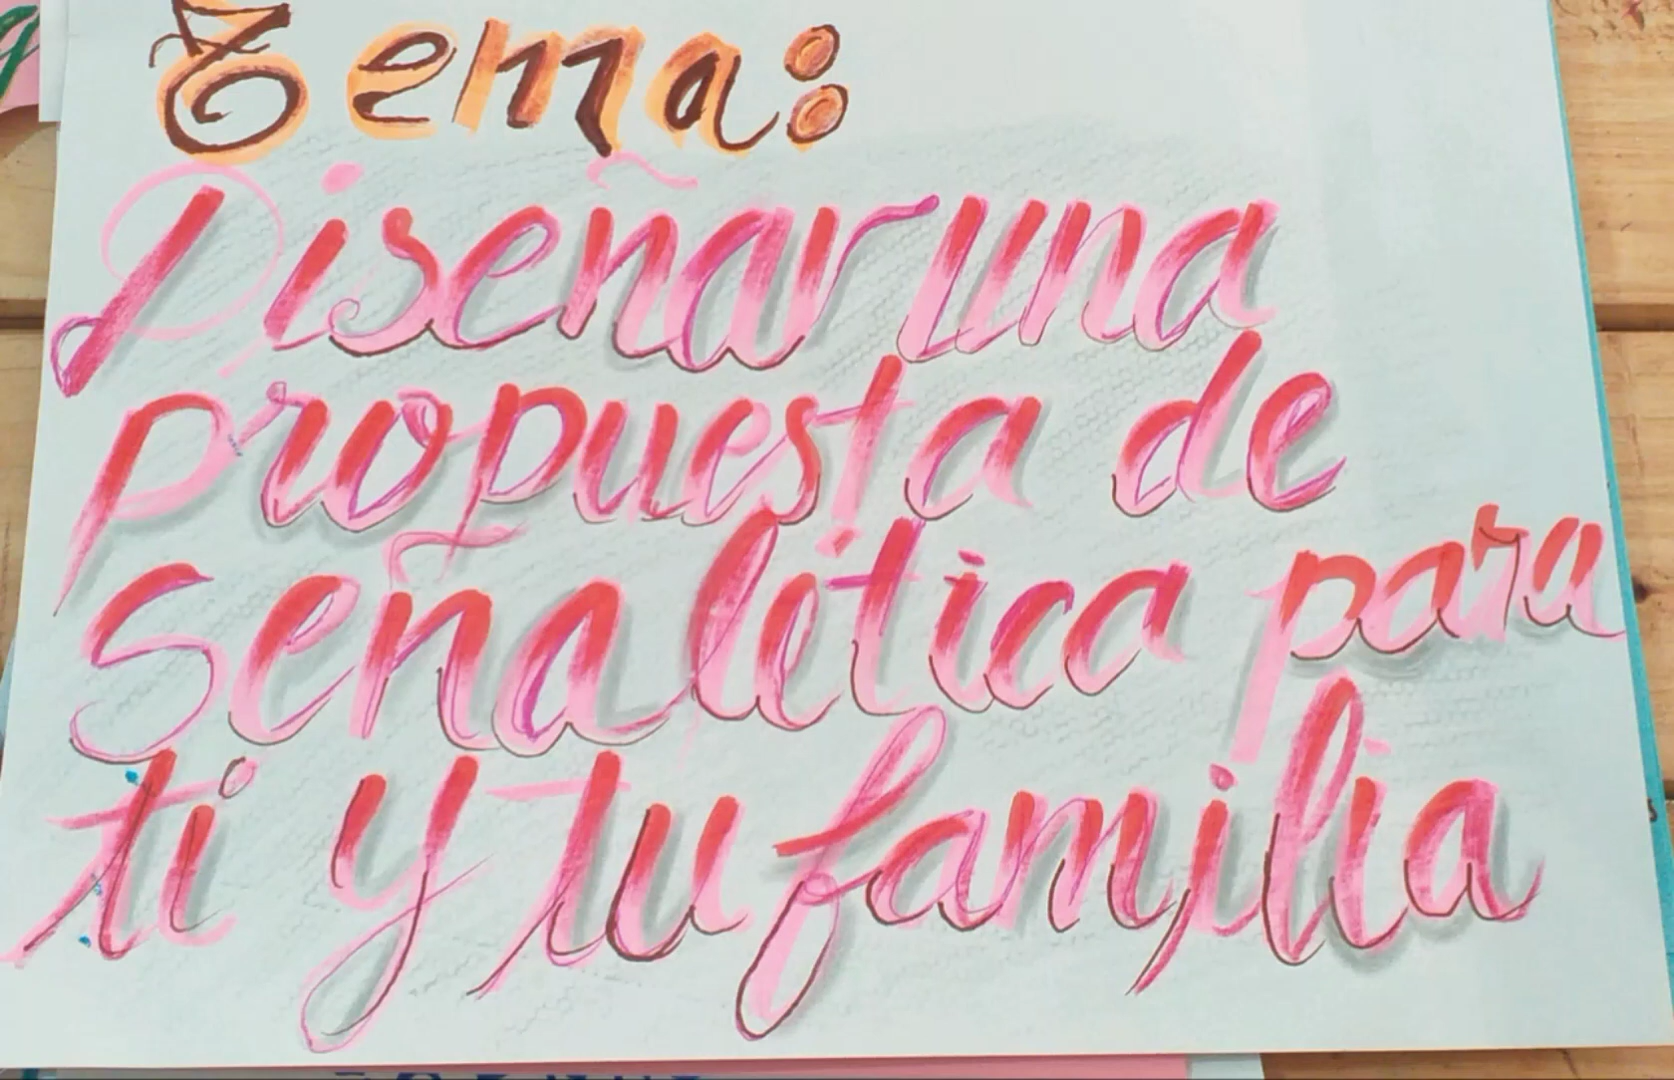 Tema:
Diseñar una
propuesta de
señalética para
ti y tu familia